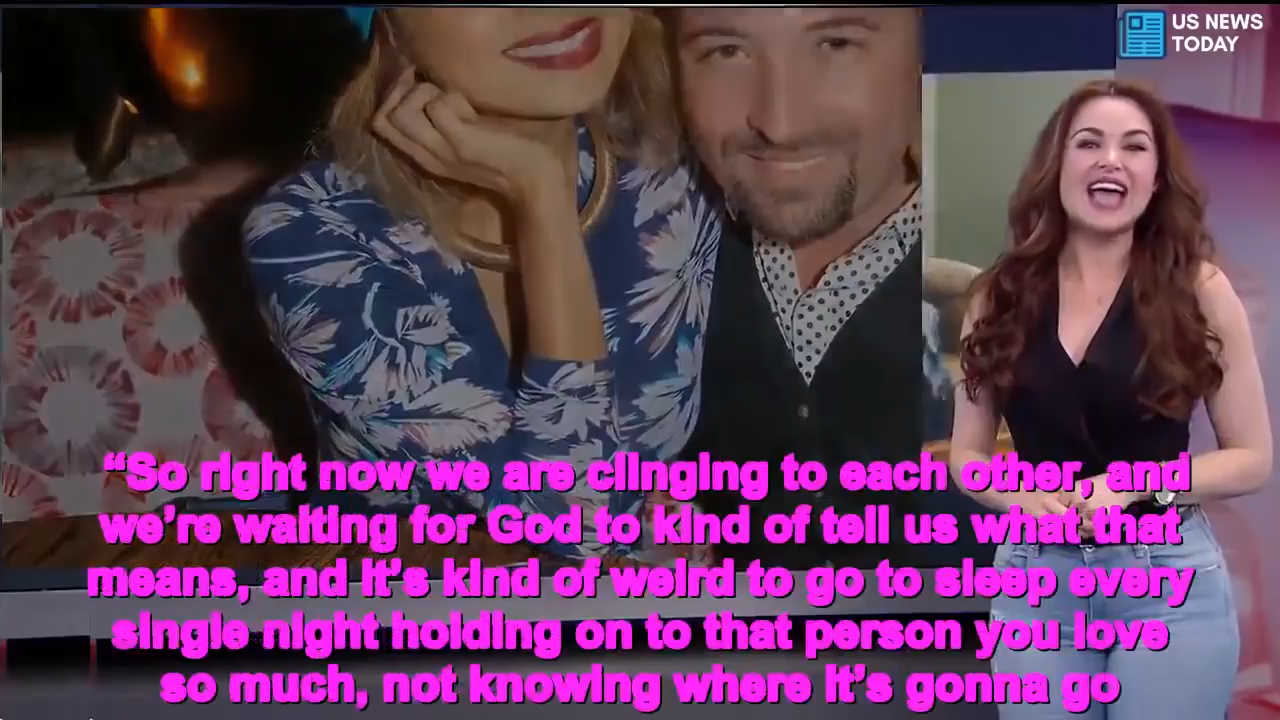 US NEWS
TODAY
“So right now we are clinging to each other, and
we’re waiting for God to kind of tell us what that
means, and it’s kind of weird to go to sleep every
single night holding on to that person you love
so much, not knowing where it’s gonna go